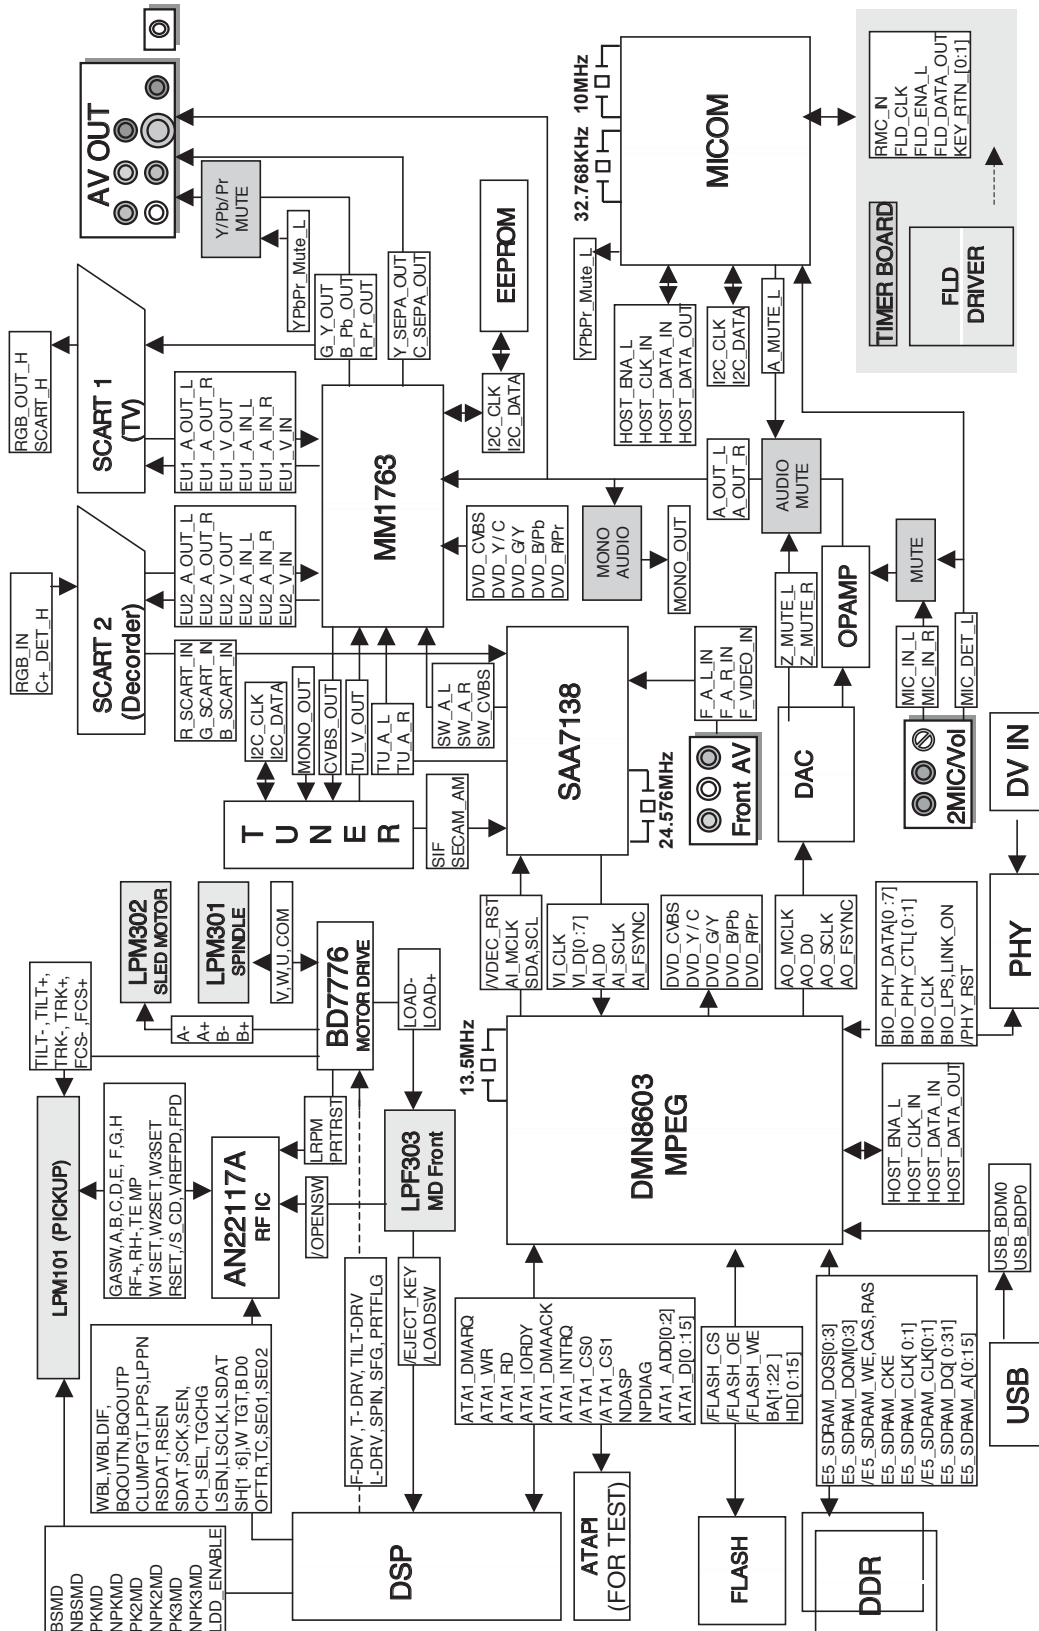 BSMD
NBSMD
PKMD
NPKMD
PK2MD
NPK2MD
PK3MD
NPK3MD
LDD_ENABLE
LPM101 (PICKUP)
TILT-,TILT+,
TRK-, TRK+,
FCS-,FCS+
LPM302
SLED MOTOR
LPM301
SPINDLE
A-
A+
B-
B+
V,W,U,COM
BD7776
MOTOR DRIVE
GASW,A,B,C,D,E, F,G,H
RF+,RH-,TEMP
W1SET,W2SET,W3SET
RSET,/S_CD,VREFPD,FPD
WBL,WBLDIF,
BQOUTN,BQOUTP
CLUMPGT,LPPS,LPPN
RSDAT,RSEN
SDAT,SCK,SEN,
CH_SEL,TGCHG
LSEN,LSCLK,LSDAT
SH[1:6],W TGT,BD0
OFTR,TC,SE01,SE02
AN22117A
RF IC
LRPM
PRTRST
/OPENSW
LOAD-
LOAD+
LPF303
MD Front
F-DRV,T-DRV,TILT-DRV
L-DRV,SPIN, SFG,PRTFLG
/EJECT_KEY
/LOADSW
DSP
ATAPI
(FOR TEST)
ATA1_DMARQ
ATA1_WR
ATA1_RD
ATA1_IORDY
ATA1_DMAACK
ATA1_INTRQ
/ATA1_CS0
/ATA1_CS1
NDASP
NPDIAG
ATA1_ADD[0:2]
ATA1_D[0:15]
FLASH
/FLASH_CS
/FLASH_OE
/FLASH_WE
BA[1:22]
HD[0:15]
DDR
E5_SDRAM_DQS[0:3]
E5_SDRAM_DQM[0:3]
/E5_SDRAM_WE,CAS,RAS
E5_SDRAM_CKE
E5_SDRAM_CLK[0:1]
/E5_SDRAM_CLK[0:1]
E5_SDRAM_DQ[0:31]
E5_SDRAM_A[0:15]
USB
USB_BDM0
USB_BDP0
13.5MHz
DMN8603
MPEG
HOST_ENA_L
HOST_CLK_IN
HOST_DATA_IN
HOST_DATA_OUT
BIO_PHY_DATA[0:7]
BIO_PHY_CTL[0:1]
BIO_CLK
BIO_LPS,LINK_ON
/PHY_RST
PHY
DV IN
/VDEC_RST
AI_MCLK
SDA,SCL
VI_CLK
VI_D[0:7]
AI_D0
AI_SCLK
AI_FSYNC
DVD_CVBS
DVD_Y/C
DVD_G/Y
DVD_B/Pb
DVD_R/Pr
AO_MCLK
AO_D0
AO_SCLK
AO_FSYNC
TUNER
SIF
SECAM_AM
I2C_CLK
I2C_DATA
MONO_OUT
CVBS_OUT
TU_V_OUT
TU_A_L
TU_A_R
SW_A_L
SW_A_R
SW_CVBS
SAA7138
24.576MHz
Front AV
F_A_L_IN
F_A_R_IN
F_VIDEO_IN
DAC
Z_MUTE_L
Z_MUTE_R
OPAMP
MUTE
2MIC/Vol
MIC_IN_L
MIC_IN_R
MIC_DET_L
RGB_IN
C+_DET_H
SCART 2
(Decorder)
R_SCART_IN
G_SCART_IN
B_SCART_IN
EU2_A_OUT_L
EU2_A_OUT_R
EU2_V_OUT
EU2_A_IN_L
EU2_A_IN_R
EU2_V_IN
RGB_OUT_H
SCART_H
SCART 1
(TV)
EU1_A_OUT_L
EU1_A_OUT_R
EU1_V_OUT
EU1_A_IN_L
EU1_A_IN_R
EU1_V_IN
MM1763
DVD_CVBS
DVD_Y/C
DVD_G/Y
DVD_B/Pb
DVD_R/Pr
I2C_CLK
I2C_DATA
EEPROM
MONO
AUDIO
MONO_OUT
A_OUT_L
A_OUT_R
AUDIO
MUTE
AV OUT
Y/Pb/Pr
MUTE
YPbPr_Mute_L
G_Y_OUT
B_Pb_OUT
R_Pr_OUT
Y_SEPA_OUT
C_SEPA_OUT
32.768KHz
10MHz
MICOM
YPbPr_Mute_L
HOST_ENA_L
HOST_CLK_IN
HOST_DATA_IN
HOST_DATA_OUT
I2C_CLK
I2C_DATA
A_MUTE_L
TIMER BOARD
FLD
DRIVER
RMC_IN
FLD_CLK
FLD_ENA_L
FLD_DATA_OUT
KEY_RTN_[0:1]